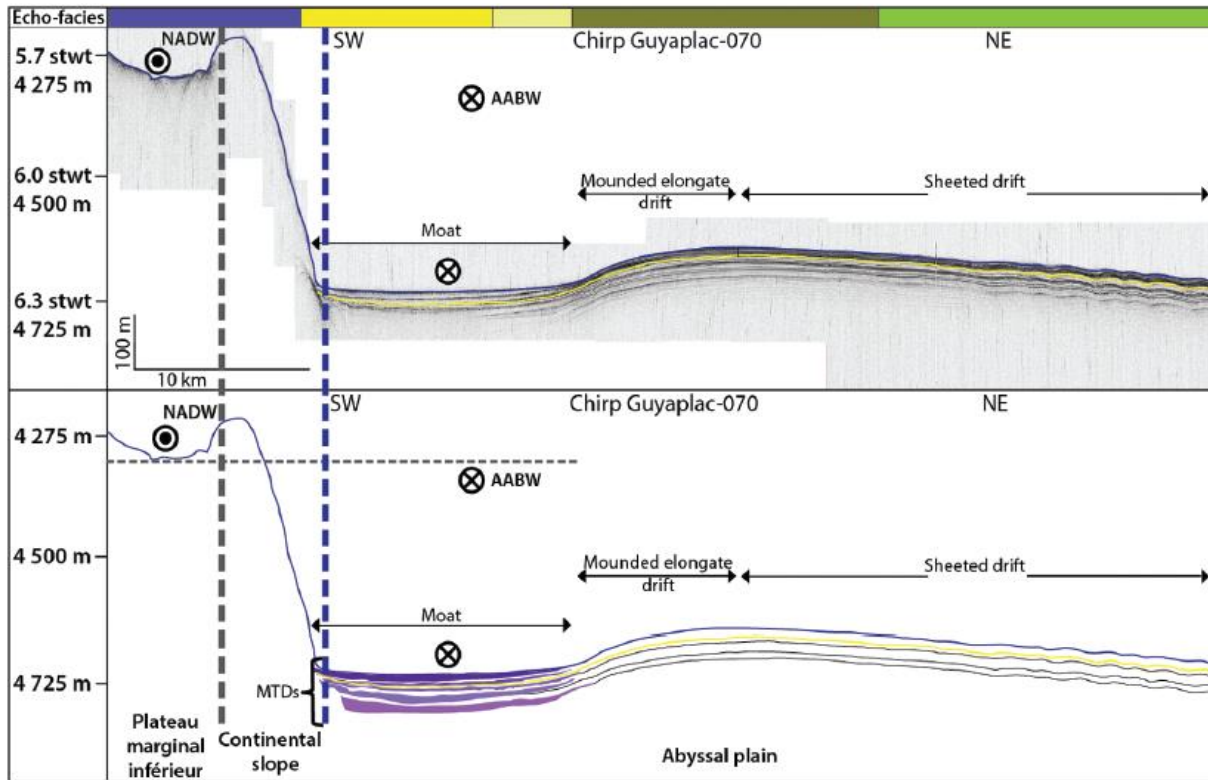 Echo-facies
NADW
SW
Chirp Guyaplac-070
NE
5.7 stwt
4 275 m
AABW
6.0 stwt
4 500 m
Mounded elongate
drift
Sheeted drift
Moat
6.3 stwt
4 725 m
100 m
10 km
SW
Chirp Guyaplac-070
NE
NADW
4 275 m
AABW
4 500 m
Mounded elongate
drift
Sheeted drift
Moat
4 725 m
MTDs
Plateau
marginal
inférieur
Continental
slope
Abyssal plain